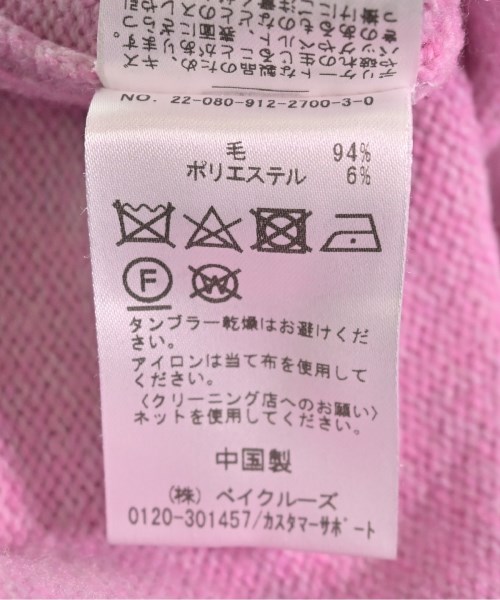 NO. 22-080-912-2700-3-0
毛 94%
ポリエステル 6%
F
W
タンブラー乾燥はお避けくだ
さい。
アイロンは当て布を使用して
ください。
〈クリーニング店へのお願い〉
ネットを使用してください。
中国製
(株) ベイクルーズ
0120-301457/カスタマーサポート